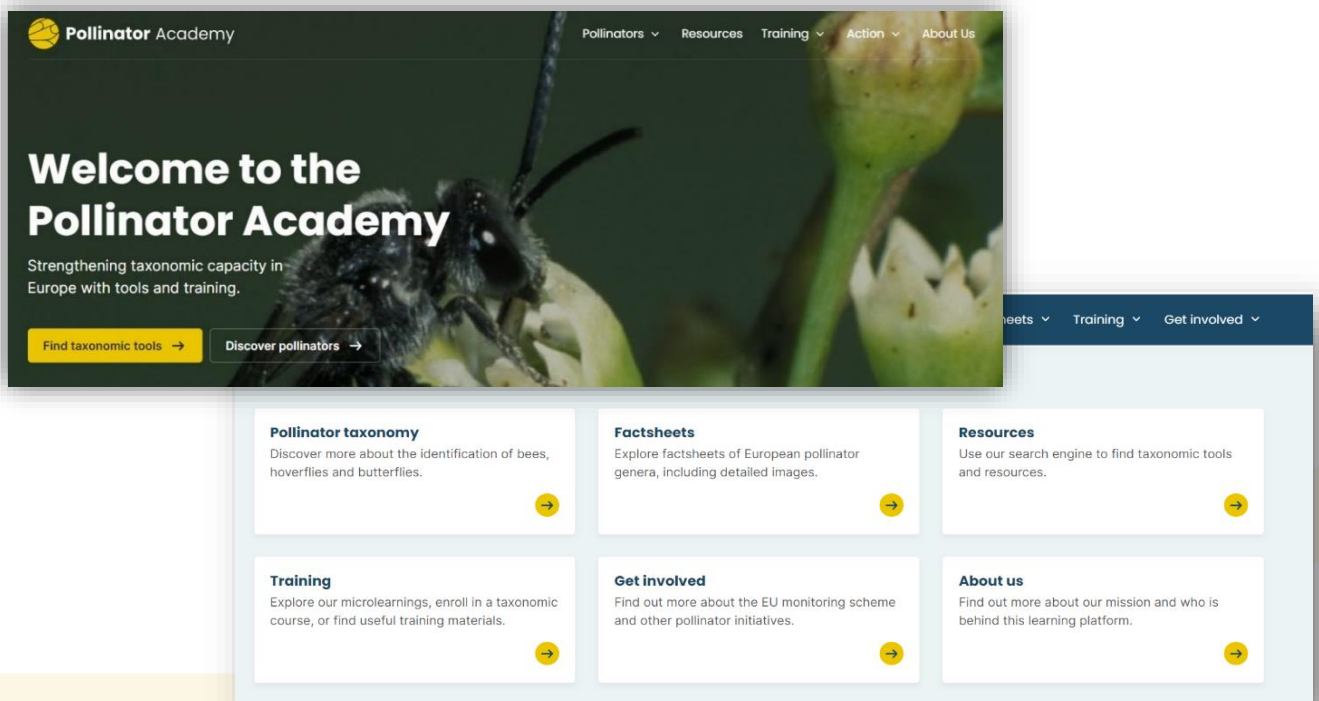 Pollinator Academy
Pollinators Resources Training Action About Us
Welcome to the
Pollinator Academy
Strengthening taxonomic capacity in
Europe with tools and training.
Find taxonomic tools → Discover pollinators →
Training Get involved
Pollinator taxonomy
Discover more about the identification of bees,
hoverflies and butterflies.
→
Factsheets
Explore factsheets of European pollinator
genera, including detailed images.
→
Resources
Use our search engine to find taxonomic tools
and resources.
→
Training
Explore our microlearnings, enroll in a taxonomic
course, or find useful training materials.
→
Get involved
Find out more about the EU monitoring scheme
and other pollinator initiatives.
→
About us
Find out more about our mission and who is
behind this learning platform.
→